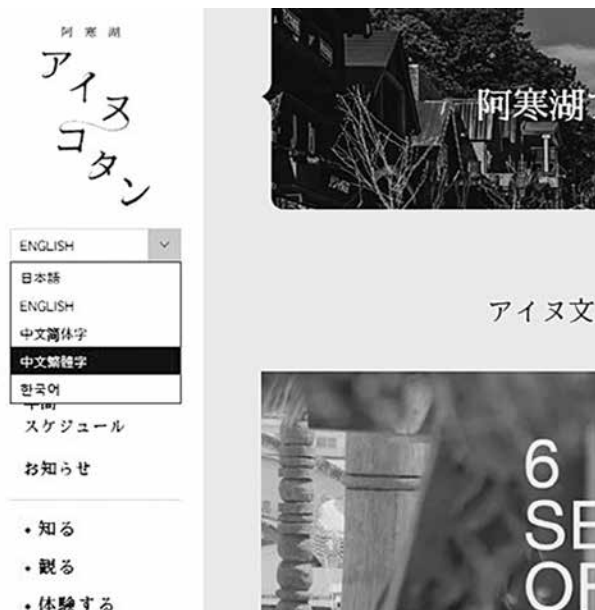 阿寒湖
アイヌ
コタン
ENGLISH
日本語
ENGLISH
中文简体字
中文繁體字
한국어
スケジュール
お知らせ
• 知る
• 観る
• 体験する
阿寒湖
アイヌ文
6
SE
OF